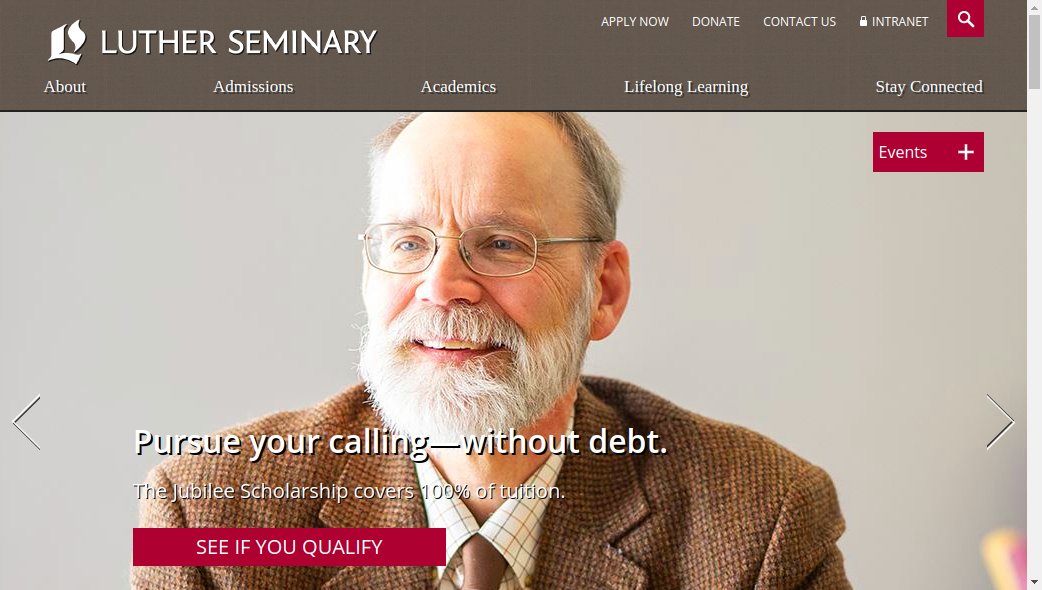 APPLY NOW DONATE CONTACT US INTRANET
LUTHER SEMINARY
About Admissions Academics Lifelong Learning Stay Connected
Events
Pursue your calling—without debt.
The Jubilee Scholarship covers 100% of tuition.
SEE IF YOU QUALIFY